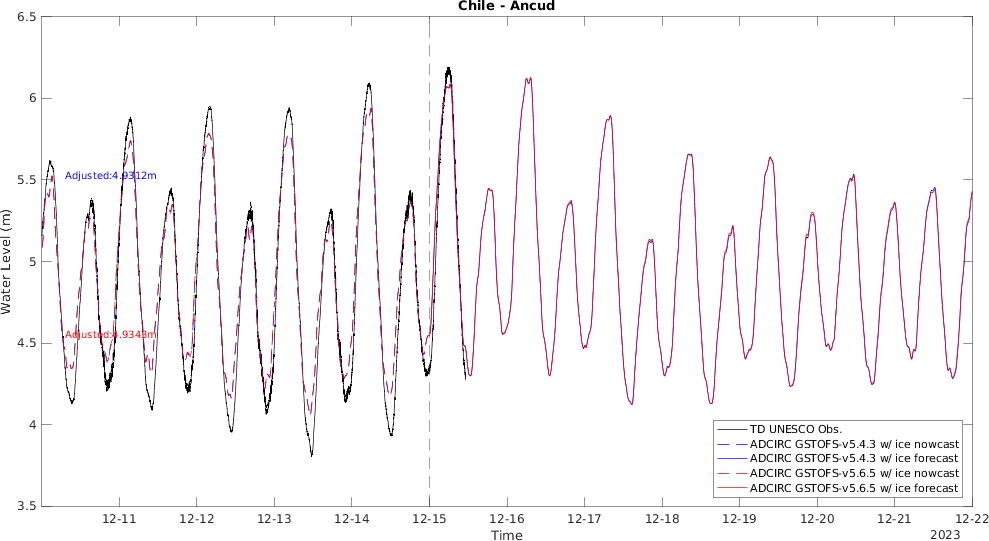 Chile - Ancud
6.5
6
5.5
5
4.5
4
3.5
Water Level (m)
Adjusted:4.9312m
Adjusted:4.9343m
TD UNESCO Obs.
ADCIRC GSTOFS-v5.4.3 w/ ice nowcast
ADCIRC GSTOFS-v5.4.3 w/ ice forecast
ADCIRC GSTOFS-v5.6.5 w/ ice nowcast
ADCIRC GSTOFS-v5.6.5 w/ ice forecast
12-11 12-12 12-13 12-14 12-15 12-16 12-17 12-18 12-19 12-20 12-21 12-22
Time
2023